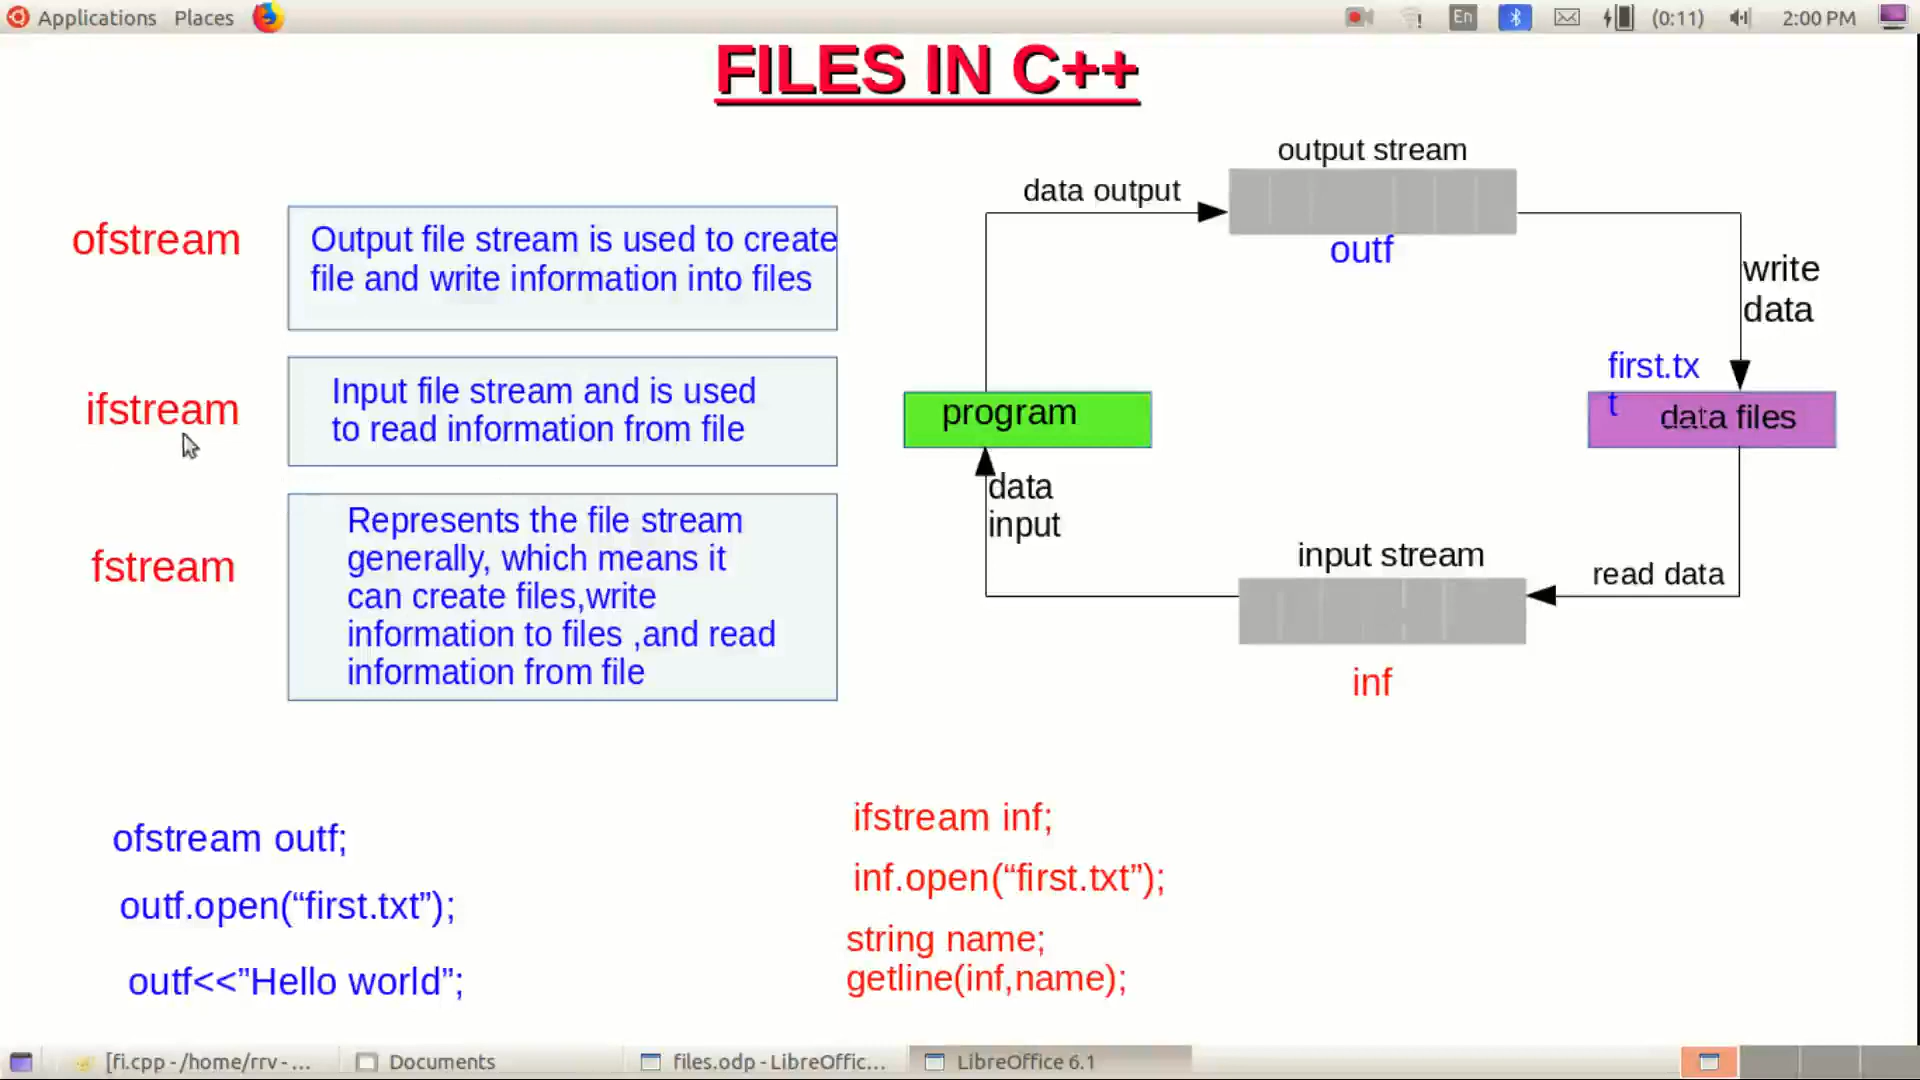 Applications Places En (0:11) 2:00 PM
FILES IN C++
ofstream
Output file stream is used to create
file and write information into files
ifstream
Input file stream and is used
to read information from file
fstream
Represents the file stream
generally, which means it
can create files,write
information to files ,and read
information from file
output stream
data output
outf
write
data
first.tx
t
program
data files
data
input
input stream
read data
inf
ofstream outf;
outf.open(“first.txt”);
outf<<”Hello world”;
ifstream inf;
inf.open(“first.txt”);
string name;
getline(inf,name);
[fi.cpp - /home/rrv - ... Documents files.odp - LibreOffic... LibreOffice 6.1